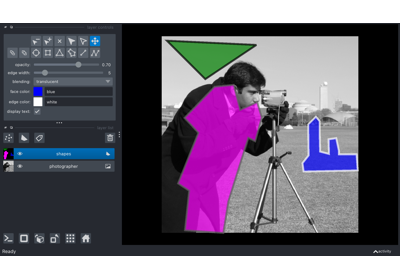 opacity: 0.70
edge width: 5
blending: translucent
face color: blue
edge color: white
display text: ✓
shapes
photographer
Ready
activity